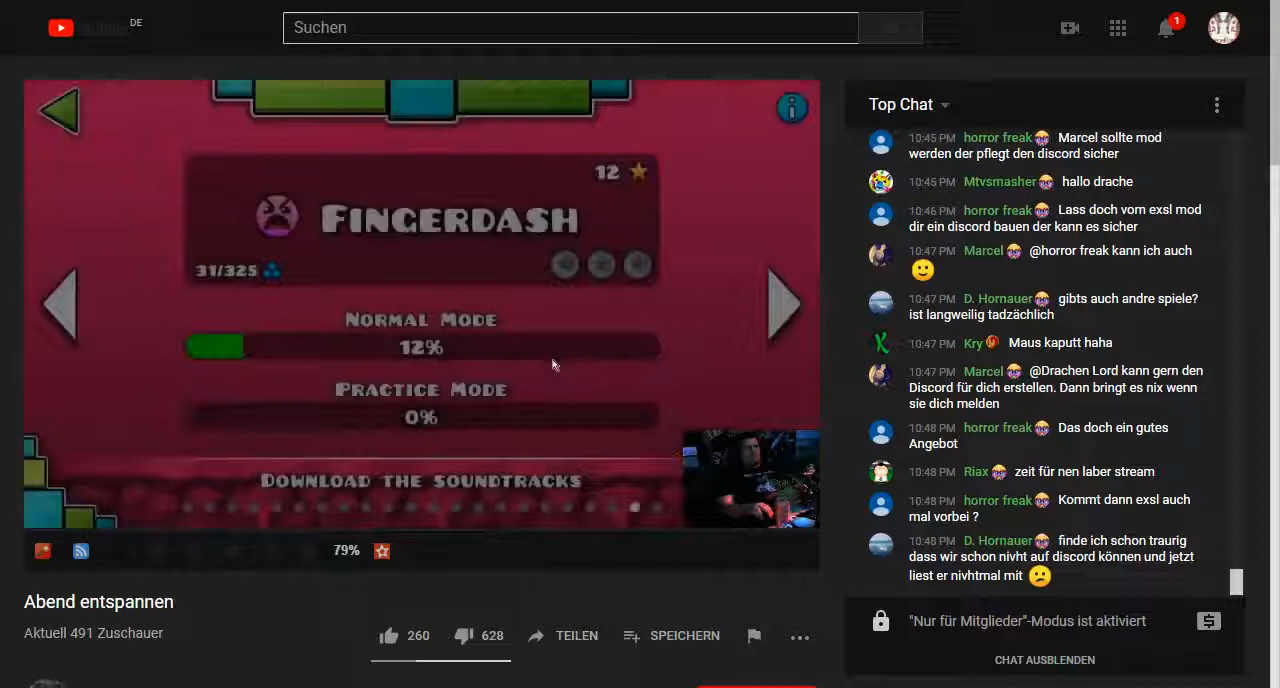 DE
Suchen
1
12
FINGERDASH
31/325
NORMAL MODE
12%
PRACTICE MODE
0%
DOWNLOAD THE SOUNDTRACKS
79%
Abend entspannen
Aktuell 491 Zuschauer
260
628
TEILEN
SPEICHERN
Top Chat
10:45 PM horror freak Marcel sollte mod
werden der pflegt den discord sicher
10:45 PM Mtvsmasher hallo drache
10:46 PM horror freak Lass doch vom exsl mod
dir ein discord bauen der kann es sicher
10:47 PM Marcel @horror freak kann ich auch
🙂
10:47 PM D. Hornauer gibts auch andre spiele?
ist langweilig tadzächlich
10:47 PM Kry Maus kaputt haha
10:47 PM Marcel @Drachen Lord kann gern den
Discord für dich erstellen. Dann bringt es nix wenn
sie dich melden
10:48 PM horror freak Das doch ein gutes
Angebot
10:48 PM Riax zeit für nen laber stream
10:48 PM horror freak Kommt dann exsl auch
mal vorbei ?
10:48 PM D. Hornauer finde ich schon traurig
dass wir schon nivht auf discord können und jetzt
liest er nivhtmal mit 😕
"Nur für Mitglieder"-Modus ist aktiviert
CHAT AUSBLENDEN